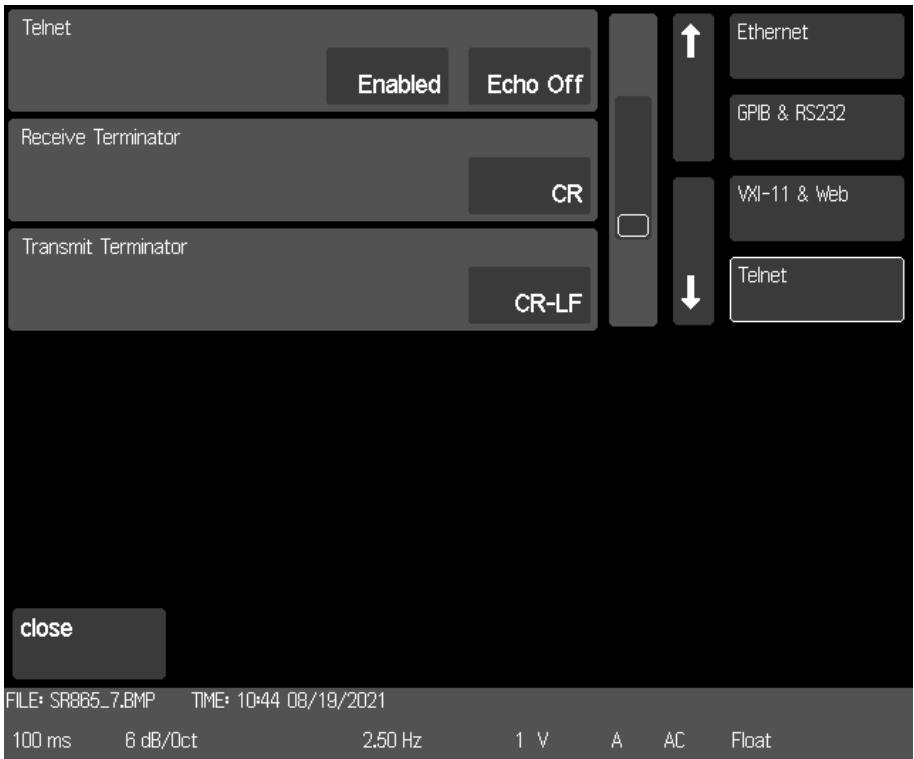 Telnet
Enabled Echo Off
Receive Terminator
CR
Transmit Terminator
CR-LF
Ethernet
GPIB & RS232
VXI-11 & Web
Telnet
close
FILE: SR865_7.BMP TIME: 10:44 08/19/2021
100 ms 6 dB/Oct 2.50 Hz 1 V A AC Float